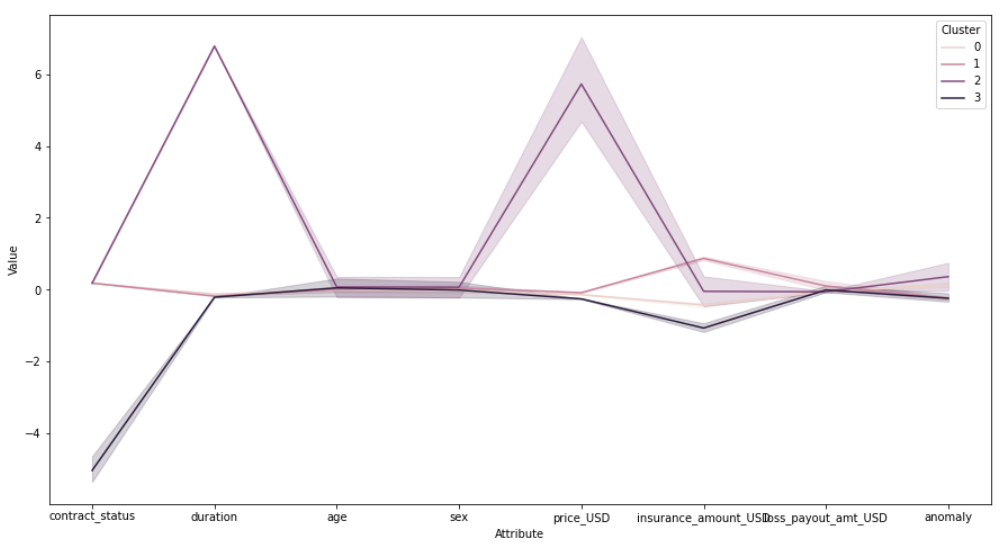 Cluster
0
1
2
3
6
4
2
0
−2
−4
Value
contract_status duration age sex price_USD insurance_amount_USD loss_payout_amt_USD anomaly
Attribute